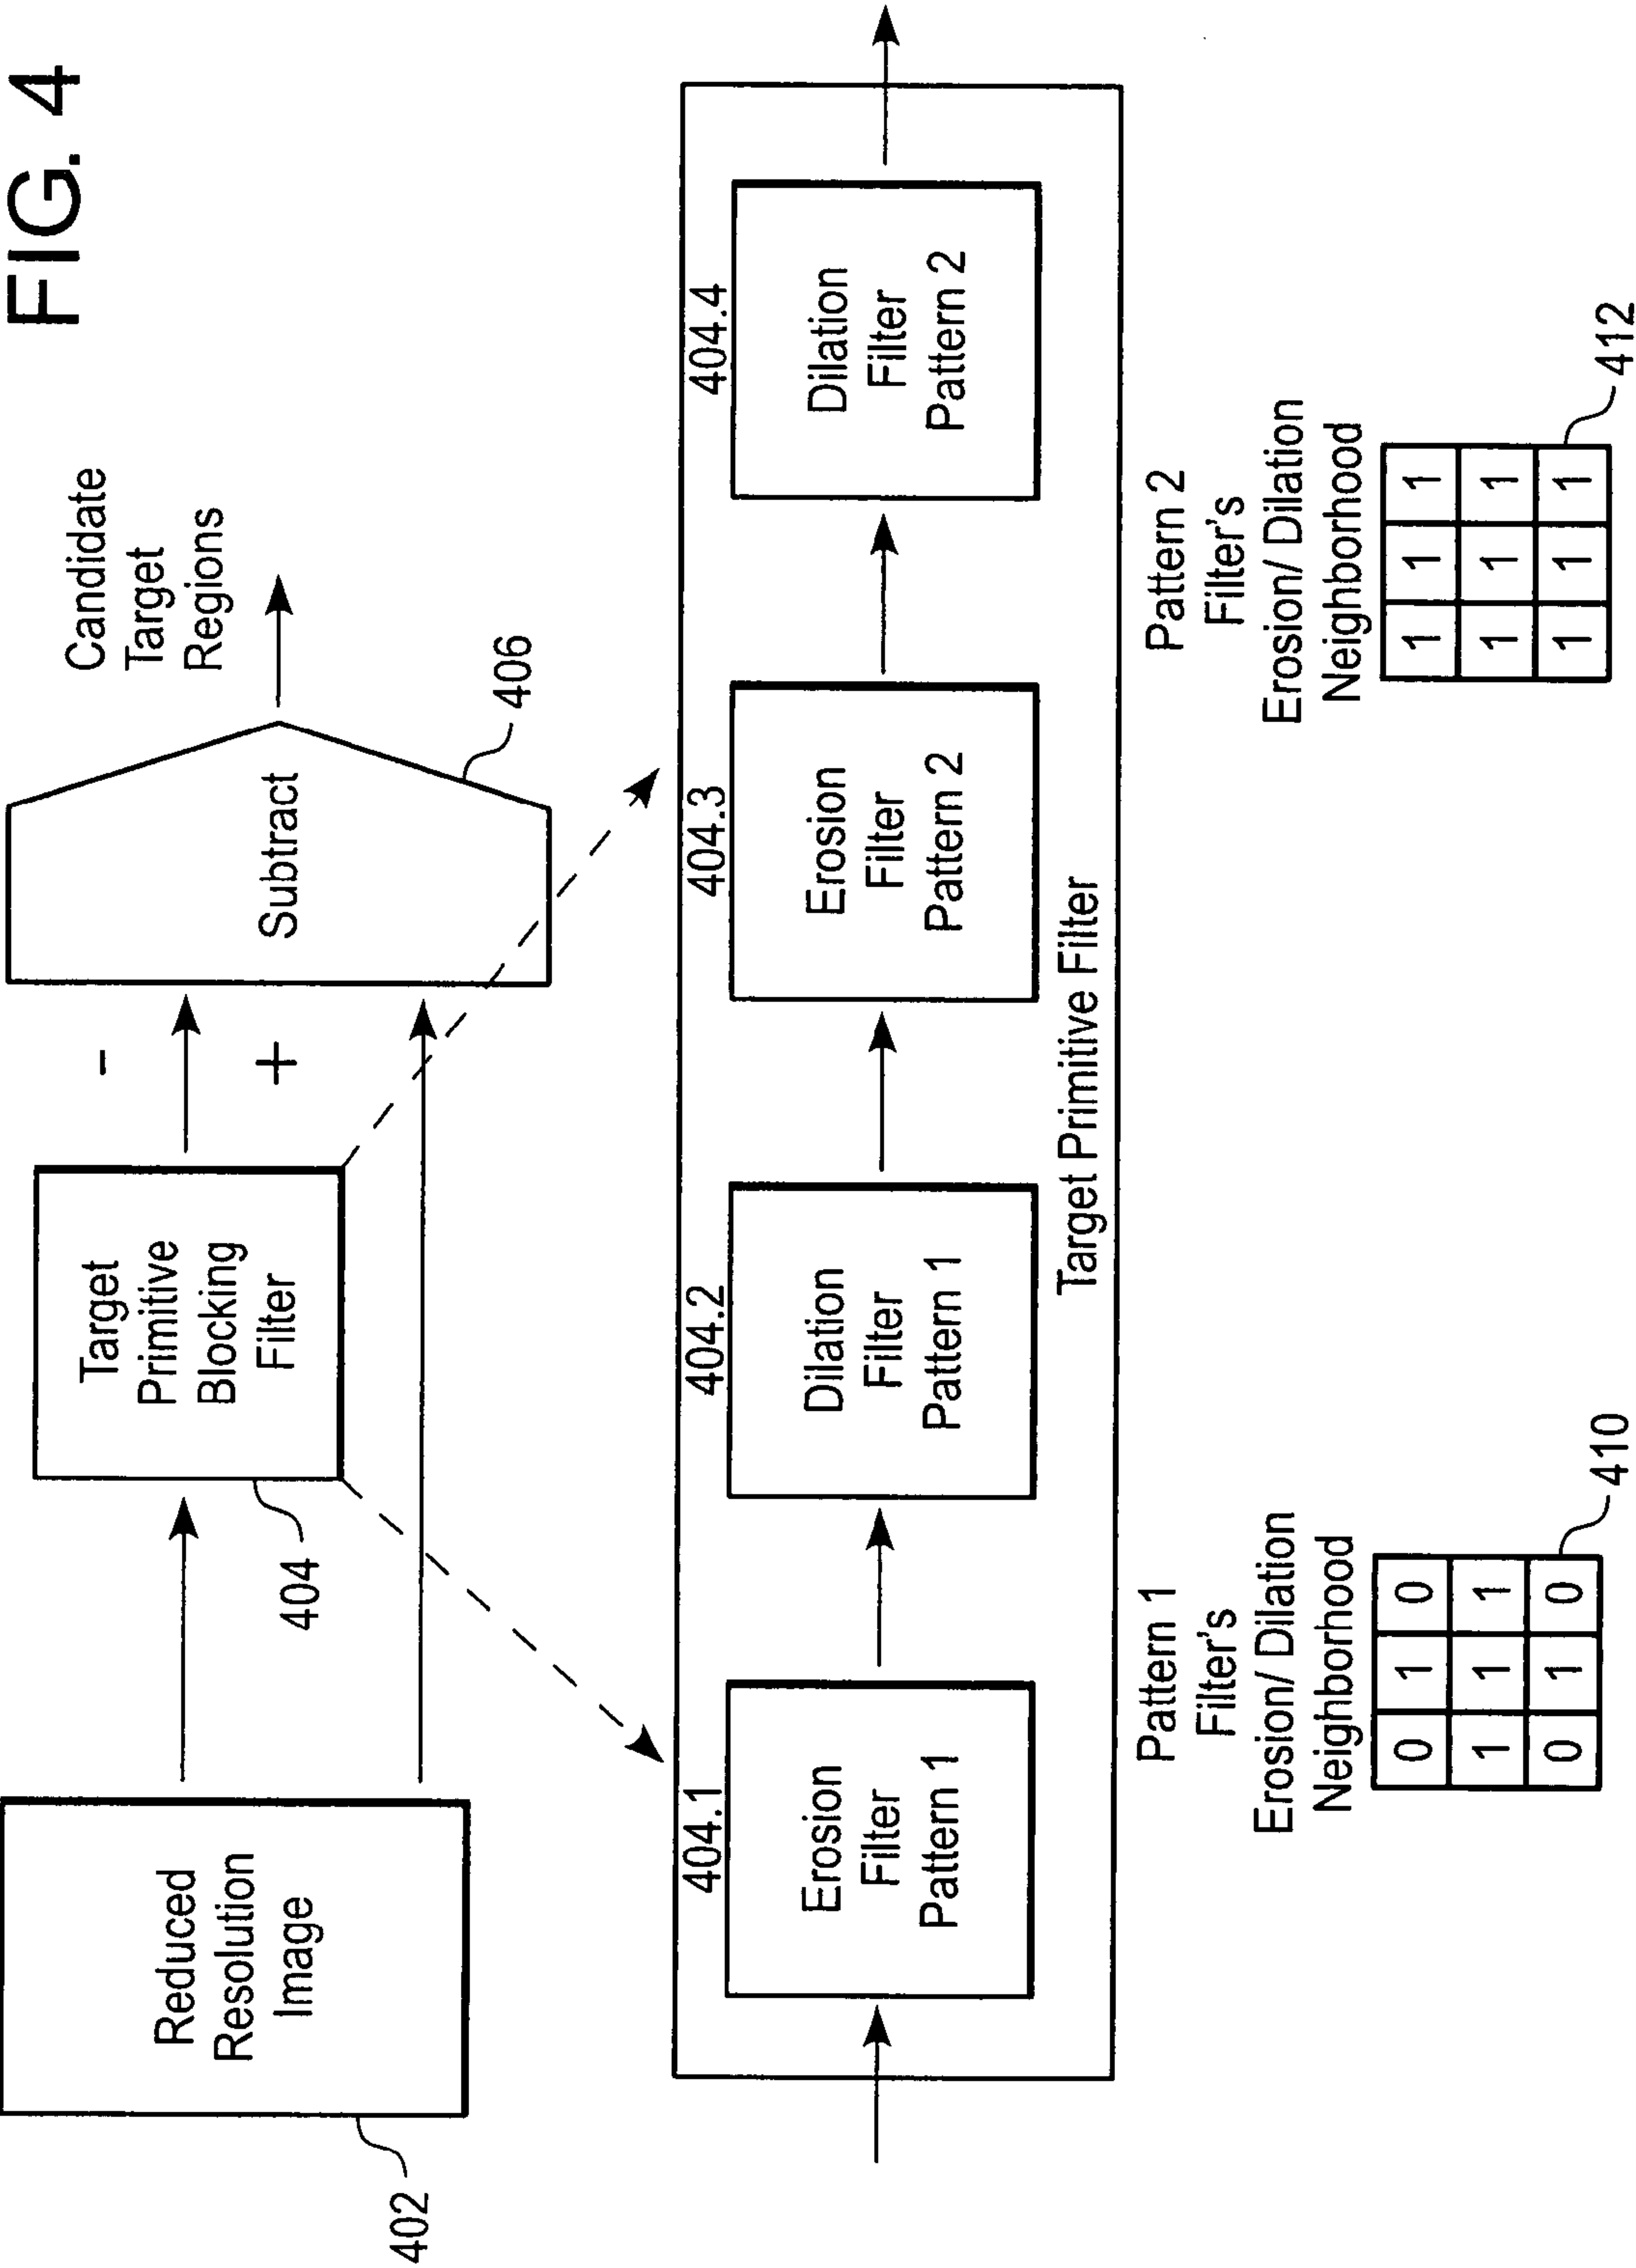 FIG. 4
Reduced
Resolution
Image
402
Target
Primitive
Blocking
Filter
404
-
+
Subtract
406
Candidate
Target
Regions
404.1
Erosion
Filter
Pattern 1
404.2
Dilation
Filter
Pattern 1
404.3
Erosion
Filter
Pattern 2
404.4
Dilation
Filter
Pattern 2
Target Primitive Filter
Pattern 1
Filter's
Erosion/ Dilation
Neighborhood
0 1 0
1 1 1
0 1 0
410
Pattern 2
Filter's
Erosion/ Dilation
Neighborhood
1 1 1
1 1 1
1 1 1
412